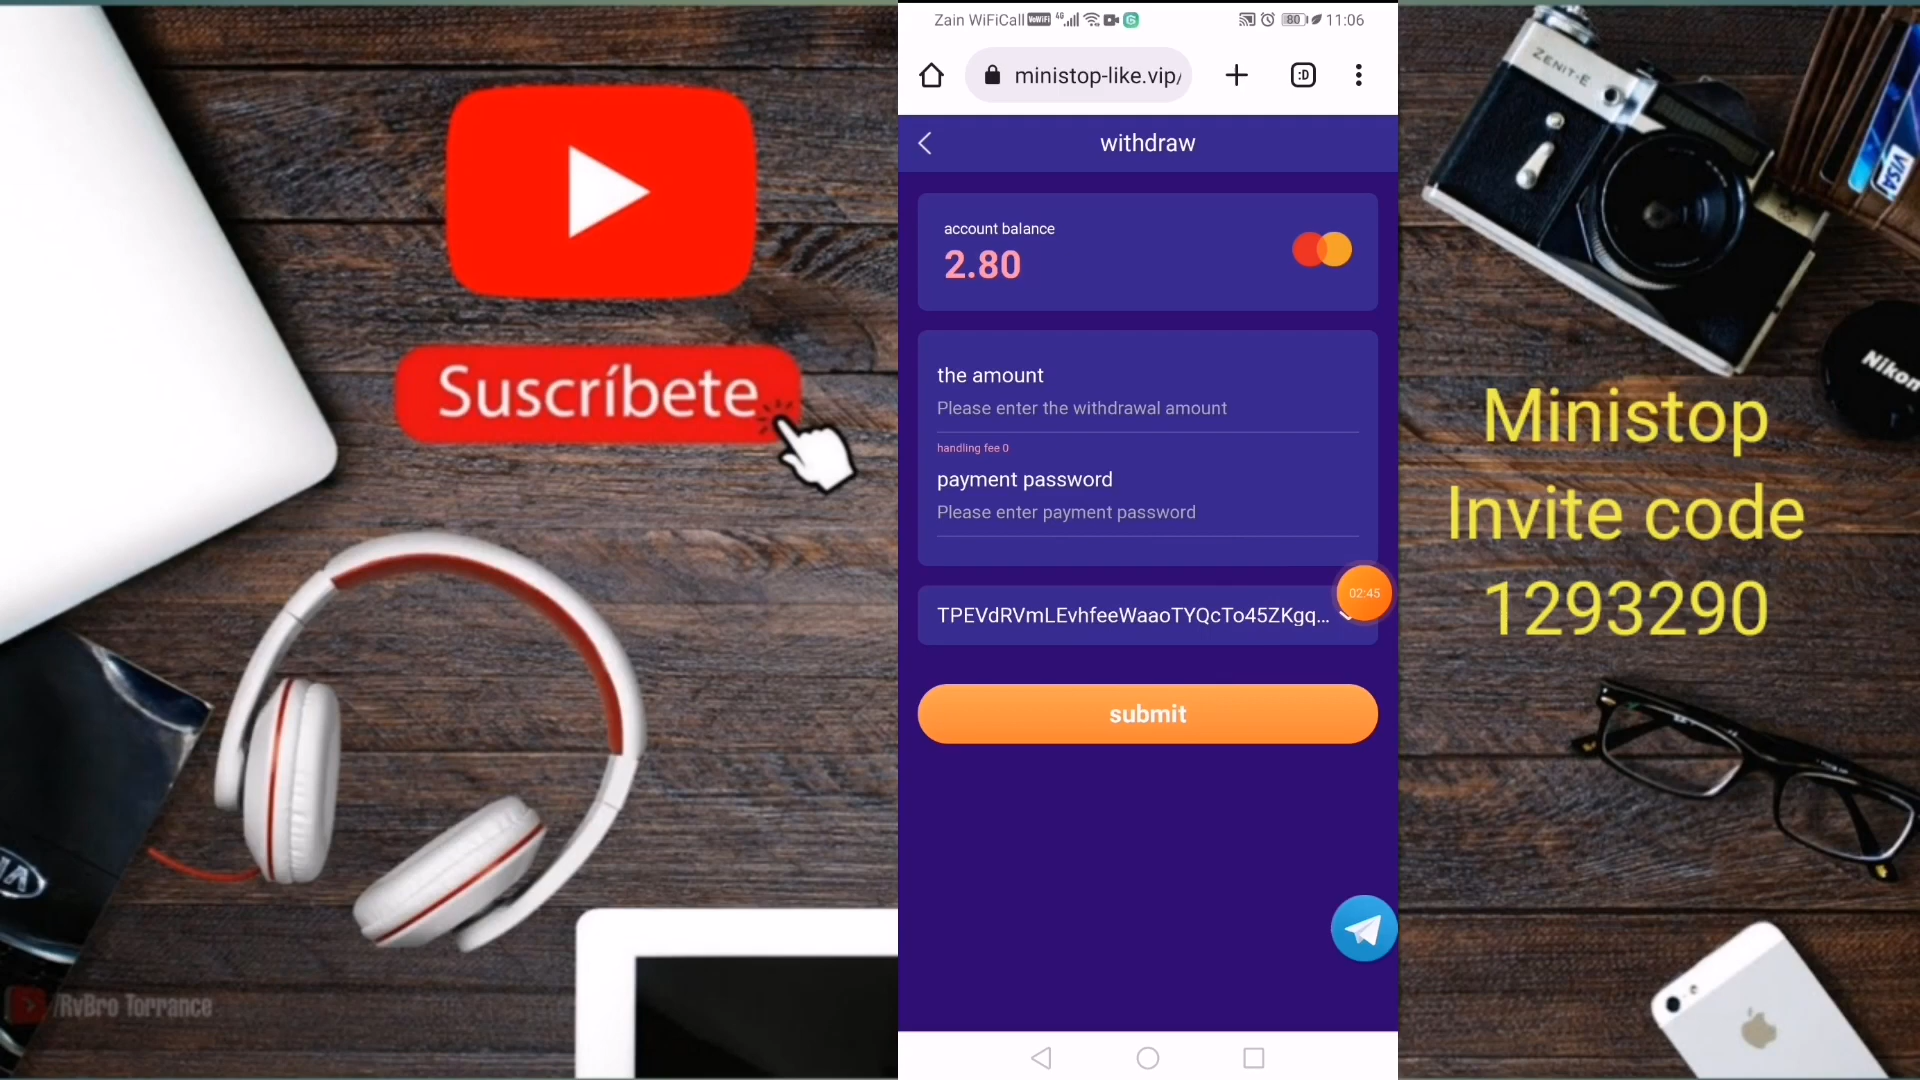 Zain WiFiCall VoWiFi 4G 80 11:06
ministop-like.vip/
:D
withdraw
account balance
2.80
the amount
Please enter the withdrawal amount
handling fee 0
payment password
Please enter payment password
02:45
TPEVdRVmLEvhfeeWaaoTYQcTo45ZKgq...
submit
Suscríbete
/RvBro Torrance
ZENIT-E
VISA
Nikon
Ministop
Invite code
1293290